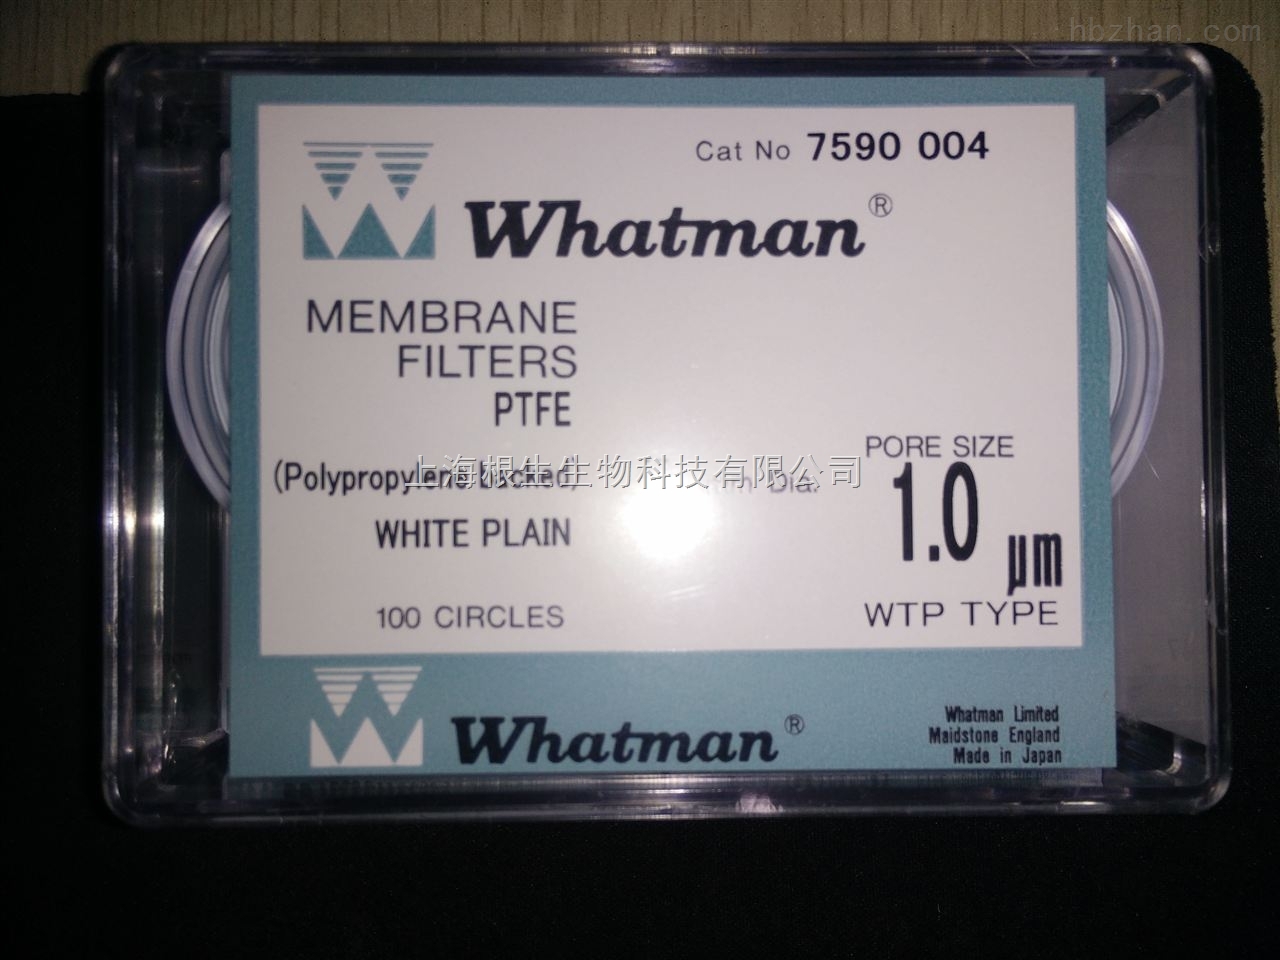 hbzhan.com
Cat No 7590 004
Whatman®
MEMBRANE
FILTERS
PTFE
(Polypropylene backed)
上海根生生物科技有限公司
mm Dia.
PORE SIZE
1.0 µm
WHITE PLAIN
100 CIRCLES
WTP TYPE
Whatman®
Whatman Limited
Maidstone England
Made in Japan